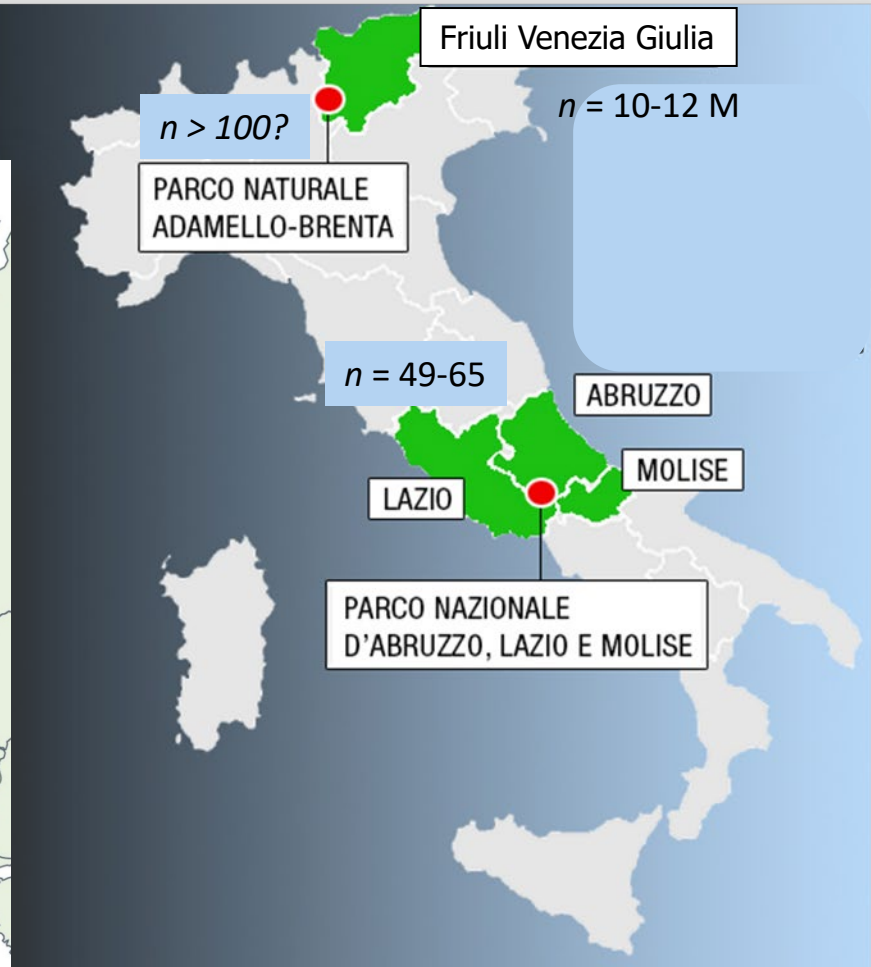 Friuli Venezia Giulia
n = 10-12 M
n > 100?
PARCO NATURALE
ADAMELLO-BRENTA
n = 49-65
ABRUZZO
MOLISE
LAZIO
PARCO NAZIONALE
D'ABRUZZO, LAZIO E MOLISE